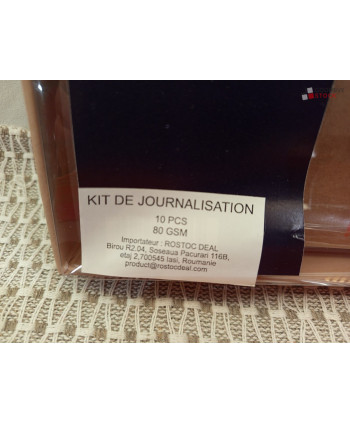 KIT DE JOURNALISATION
10 PCS
80 GSM
Importateur : ROSTOC DEAL
Birou R2.04, Soseaua Pacurari 116B,
etaj 2,700545 Iasi, Roumanie
product@rostocdeal.com